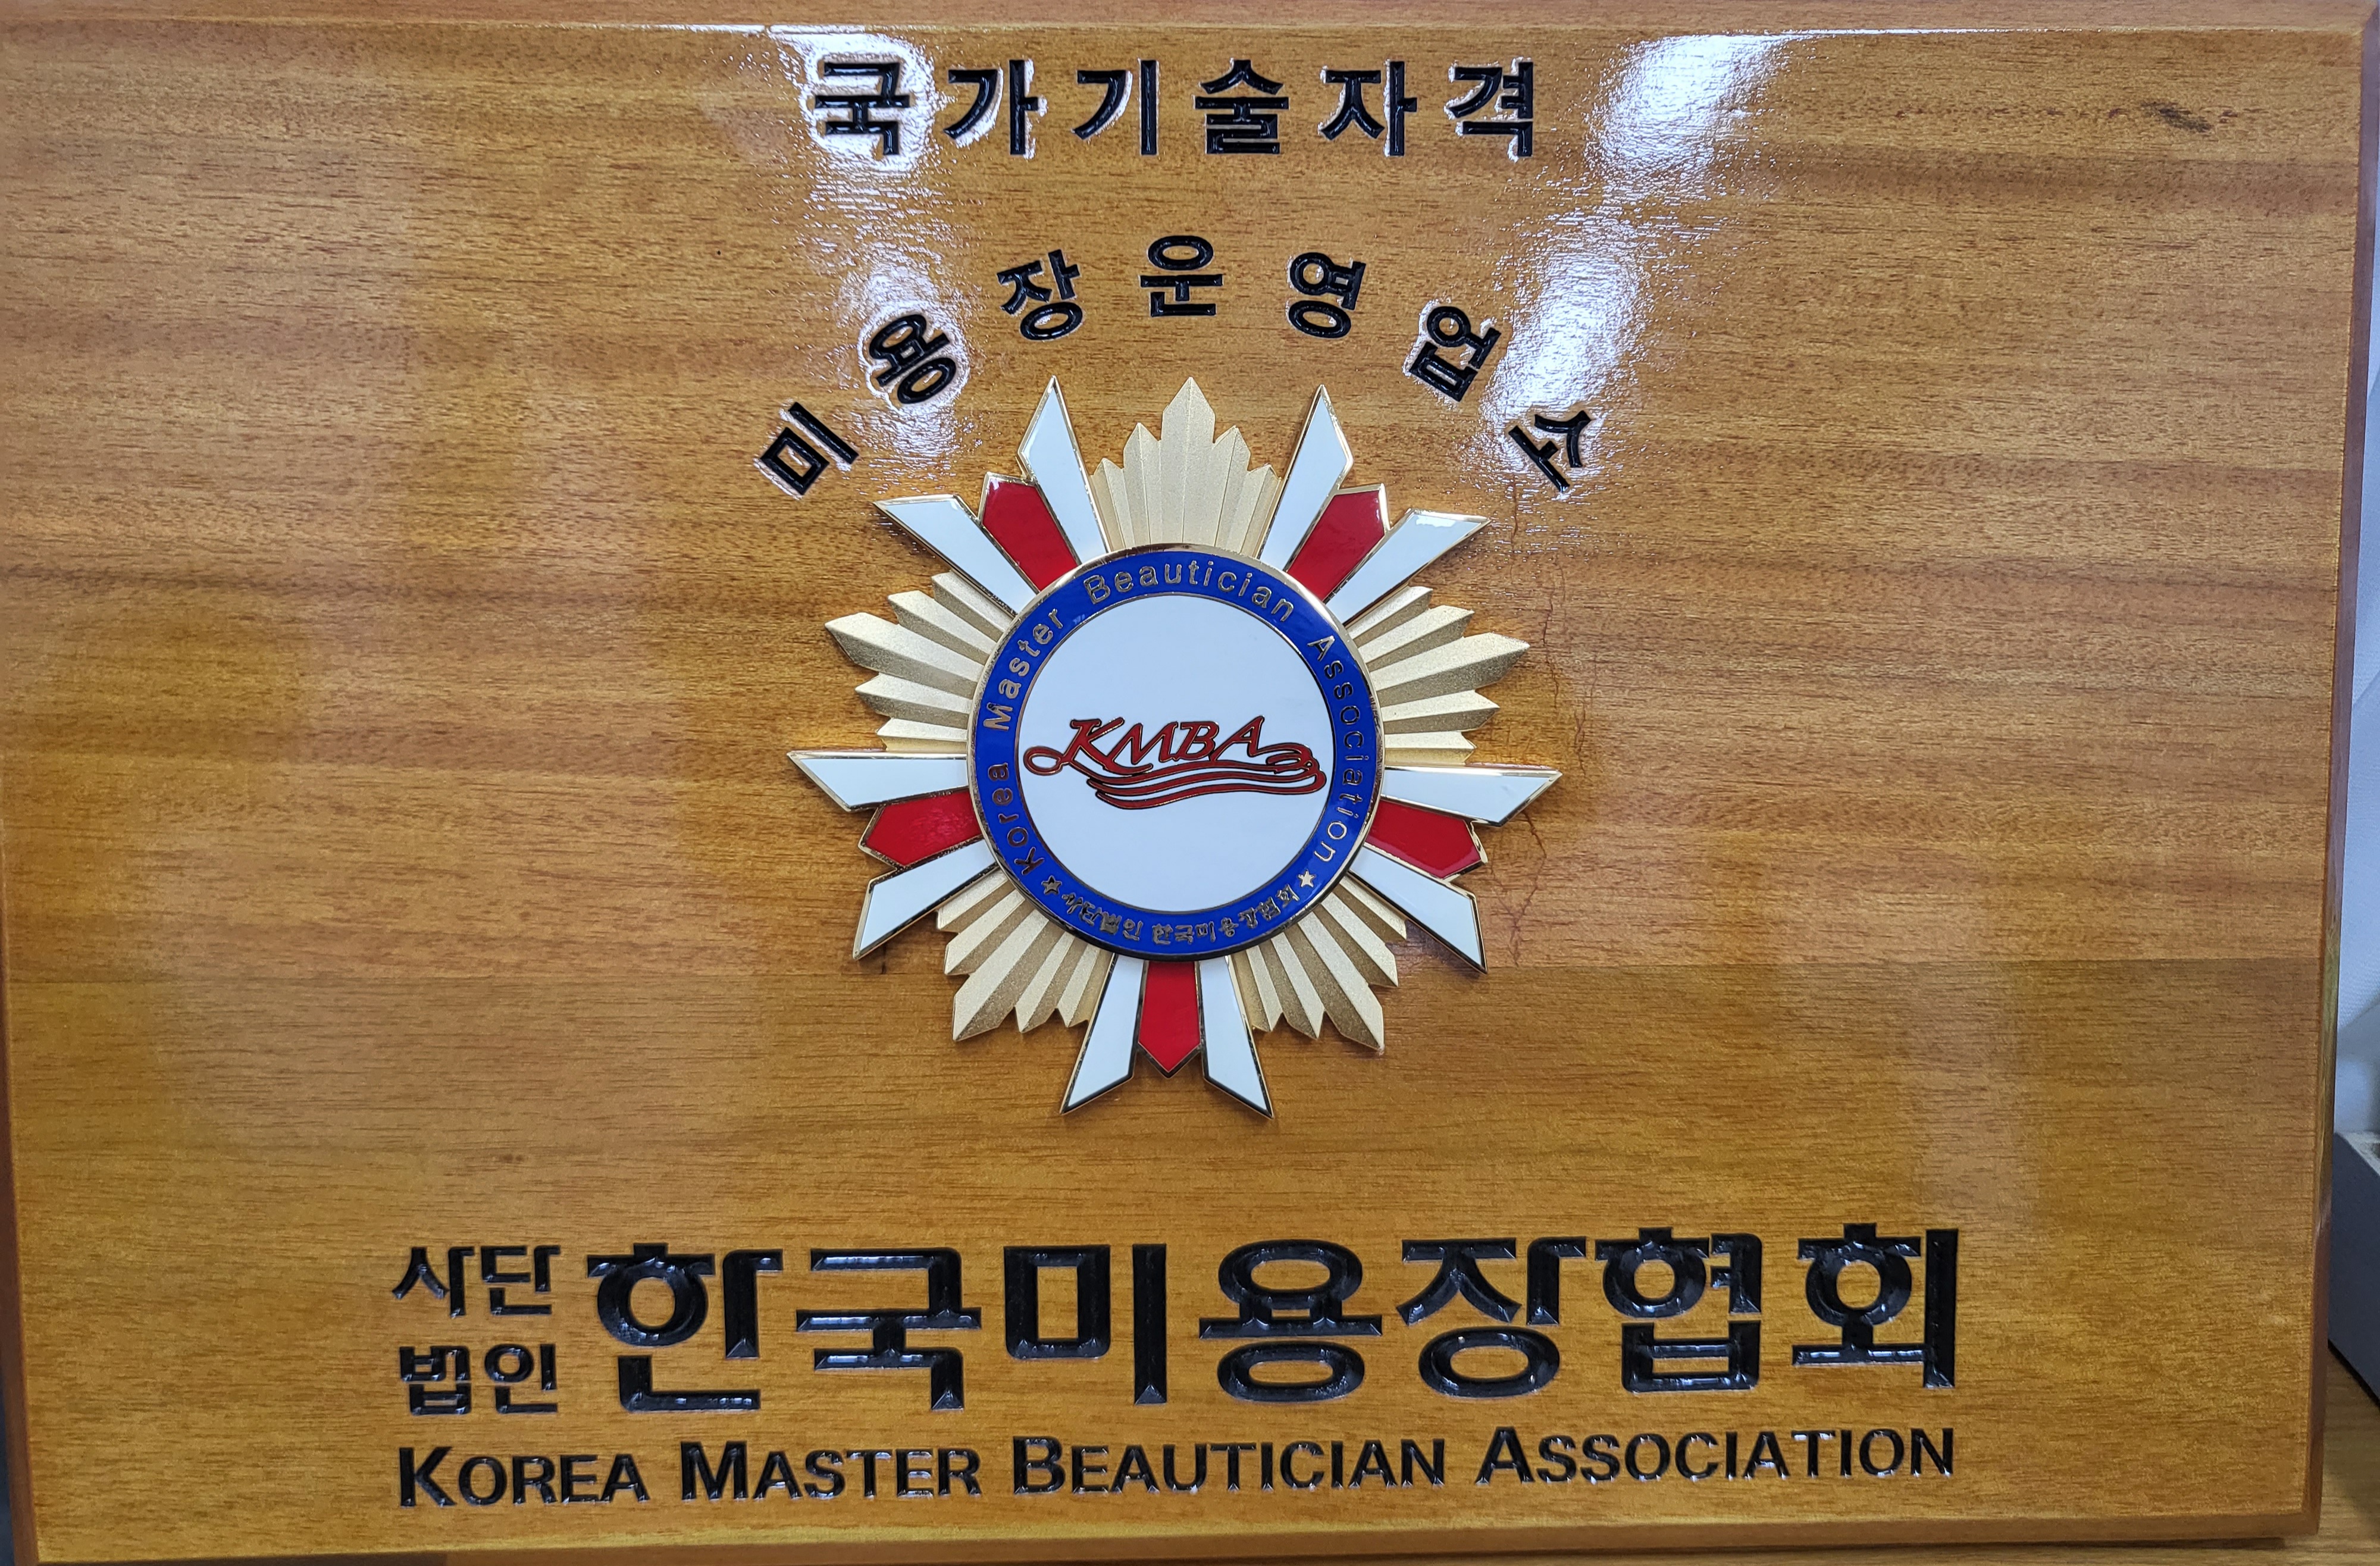 국가기술자격
미용장운영업소
Korea Master Beautician Association
KMBA
★사단법인 한국미용장협회★
사단
법인
한국미용장협회
KOREA MASTER BEAUTICIAN ASSOCIATION